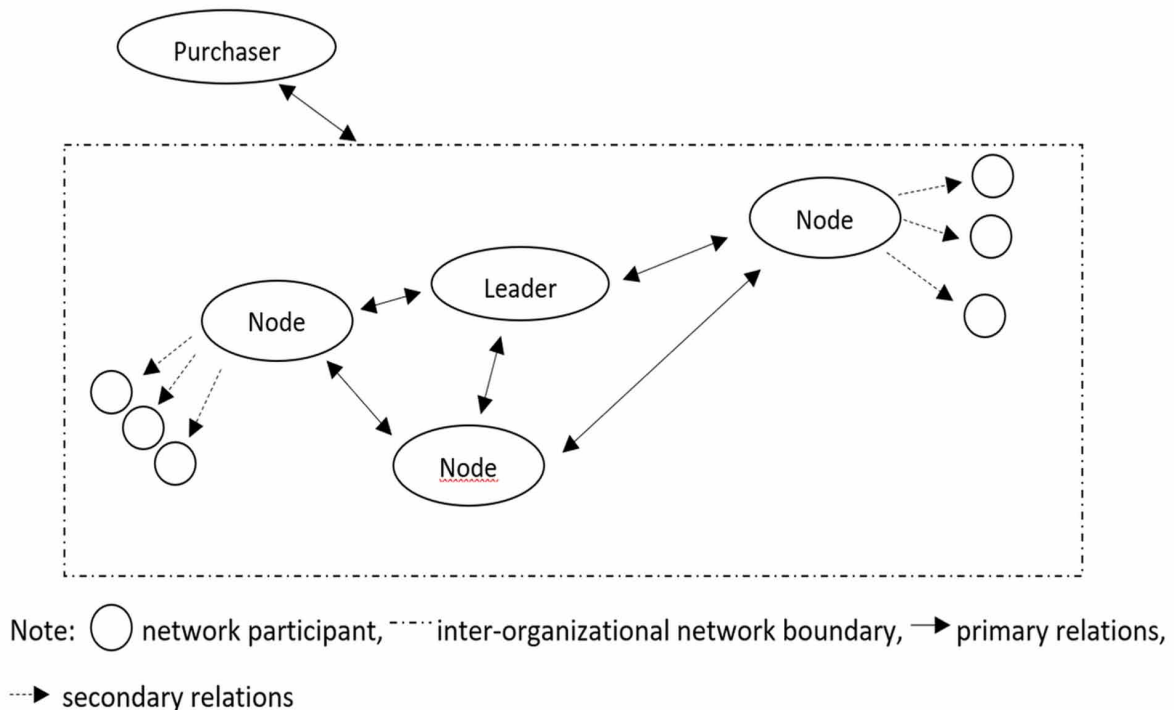 Purchaser
Node
Leader
Node
Node
Note: network participant, inter-organizational network boundary, primary relations,
secondary relations